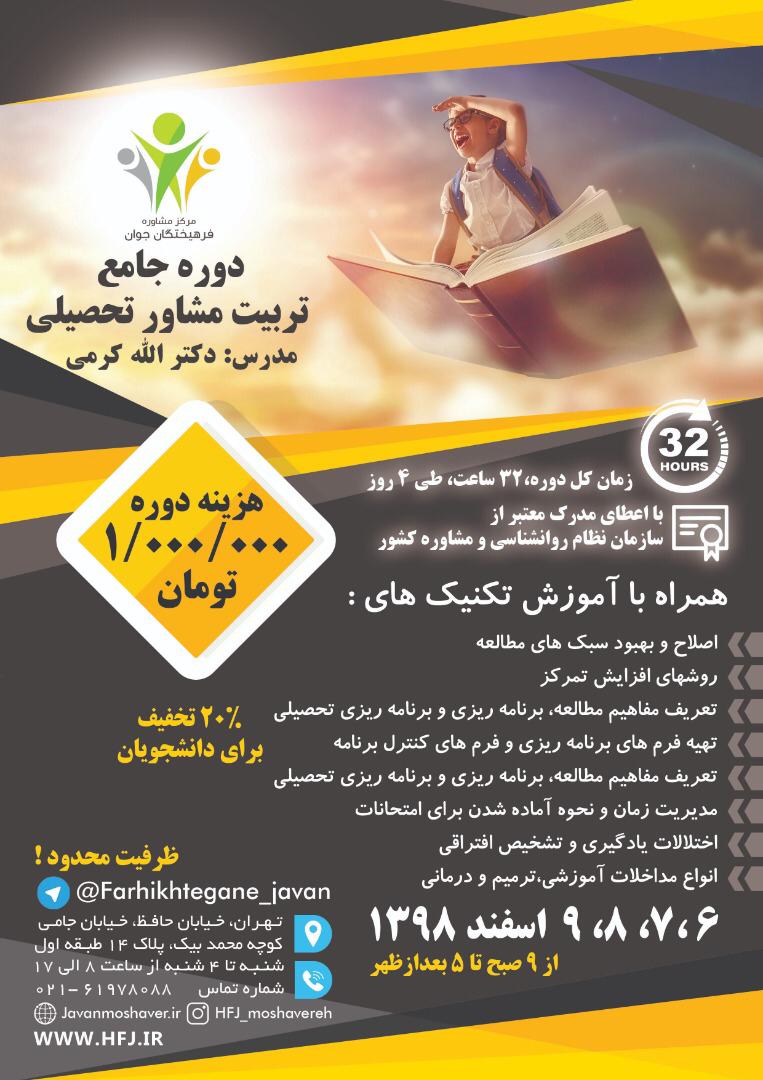 مرکز مشاوره
فرهیختگان جوان
دوره جامع
تربیت مشاور تحصیلی
مدرس: دکتر الله کرمی
32
HOURS
زمان کل دوره،۳۲ ساعت، طی ۴ روز
با اعطای مدرک معتبر از
سازمان نظام روانشناسی و مشاوره کشور
هزینه دوره
۱/۰۰۰/۰۰۰
تومان
همراه با آموزش تکنیک های :
اصلاح و بهبود سبک های مطالعه
روشهای افزایش تمرکز
تعریف مفاهیم مطالعه، برنامه ریزی و برنامه ریزی تحصیلی
تهیه فرم های برنامه ریزی و فرم های کنترل برنامه
تعریف مفاهیم مطالعه، برنامه ریزی و برنامه ریزی تحصیلی
مدیریت زمان و نحوه آماده شدن برای امتحانات
اختلالات یادگیری و تشخیص افتراقی
انواع مداخلات آموزشی،ترمیم و درمانی
۲۰٪ تخفیف
برای دانشجویان
۶ ،۷، ۸، ۹ اسفند ۱۳۹۸
از ۹ صبح تا ۵ بعدازظهر
ظرفیت محدود !
@Farhikhtegane_javan
تهران، خیابان حافظ، خیابان جامی
کوچه محمد بیک، پلاک ۱۴ طبقه اول
شنبه تا ۴ شنبه از ساعت ۸ الی ۱۷
شماره تماس ۶۱۹۷۸۰۸۸ -۰۲۱
Javanmoshaver.ir HFJ_moshavereh
WWW.HFJ.IR